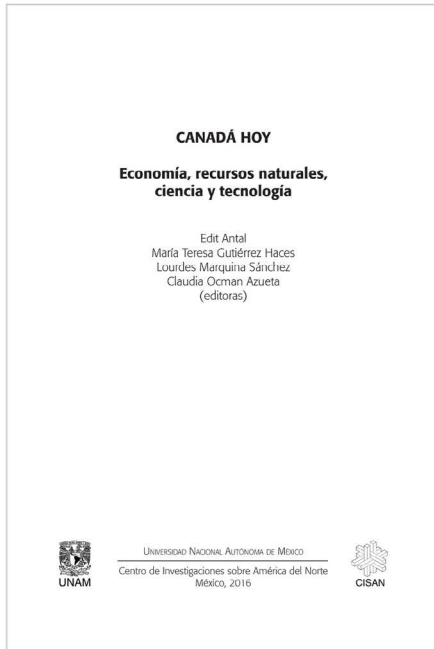 CANADÁ HOY
Economía, recursos naturales,
ciencia y tecnología
Edit Antal
María Teresa Gutiérrez Haces
Lourdes Marquina Sánchez
Claudia Ocman Azueta
(editoras)
UNIVERSIDAD NACIONAL AUTÓNOMA DE MÉXICO
Centro de Investigaciones sobre América del Norte
México, 2016
UNAM
CISAN